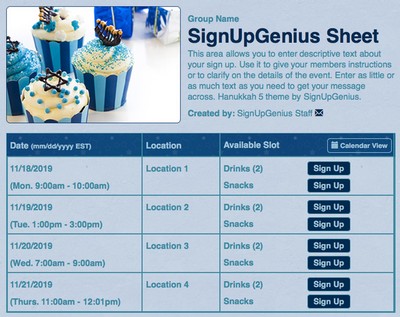 Group Name
SignUpGenius Sheet
This area allows you to enter descriptive text about
your sign up. Use it to give your members instructions
or to clarify on the details of the event. Enter as little or
as much text as you need to get your message
across. Hanukkah 5 theme by SignUpGenius.
Created by: SignUpGenius Staff
Date (mm/dd/yyyy EST) Location Available Slot Calendar View
11/18/2019 Location 1 Drinks (2) Sign Up
(Mon. 9:00am - 10:00am) Snacks Sign Up
11/19/2019 Location 2 Drinks (2) Sign Up
(Tue. 1:00pm - 3:00pm) Snacks Sign Up
11/20/2019 Location 3 Drinks (2) Sign Up
(Wed. 7:00am - 9:00am) Snacks Sign Up
11/21/2019 Location 4 Drinks (2) Sign Up
(Thurs. 11:00am - 12:01pm) Snacks Sign Up